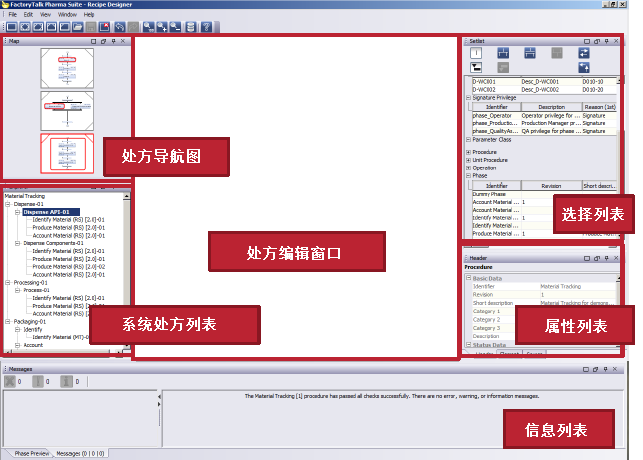 FactoryTalk Pharma Suite - Recipe Designer
File Edit View Window Help
Map
处方导航图
Material Tracking
Dispense-01
Dispense API-01
Identify Material (RS) [2.0]-01
Produce Material (RS) [2.0]-01
Account Material (RS) [2.0]-01
Dispense Components-01
Identify Material (RS) [2.0]-01
Produce Material (RS) [2.0]-01
Produce Material (RS) [2.0]-02
Account Material (RS) [2.0]-01
Processing-01
Process-01
Identify Material (RS) [2.0]-01
Produce Material (RS) [2.0]-01
Account Material (RS) [2.0]-01
Packaging-01
Identify
Identify Material (MT)-0
Account
系统处方列表
处方编辑窗口
Setlist
D-WC001 Desc_D-WC001 D010-10
D-WC002 Desc_D-WC002 D010-20
Signature Privilege
Identifier Description Reason (1st)
phase_Operator Operator privilege for ... Signature
phase_Productio... Production Manager pr... Signature
phase_QualityAs... QA privilege for phase ... Signature
Parameter Class
Procedure
Unit Procedure
Operation
Phase
Identifier Revision Short descri...
Dummy Phase
Account Material ... 1
Account Material ...
Identify Material ... 1
Identify Material ...
Produce Material ... 1
选择列表
Header
Procedure
Basic Data
Identifier Material Tracking
Revision 1
Short description Material Tracking for demons...
Category 1
Category 2
Category 3
Description
Status Data
属性列表
Messages
0 0 0
The Material Tracking [1] procedure has passed all checks successfully. There are no error, warning, or information messages.
信息列表
Phase Preview Messages (0 | 0 | 0)